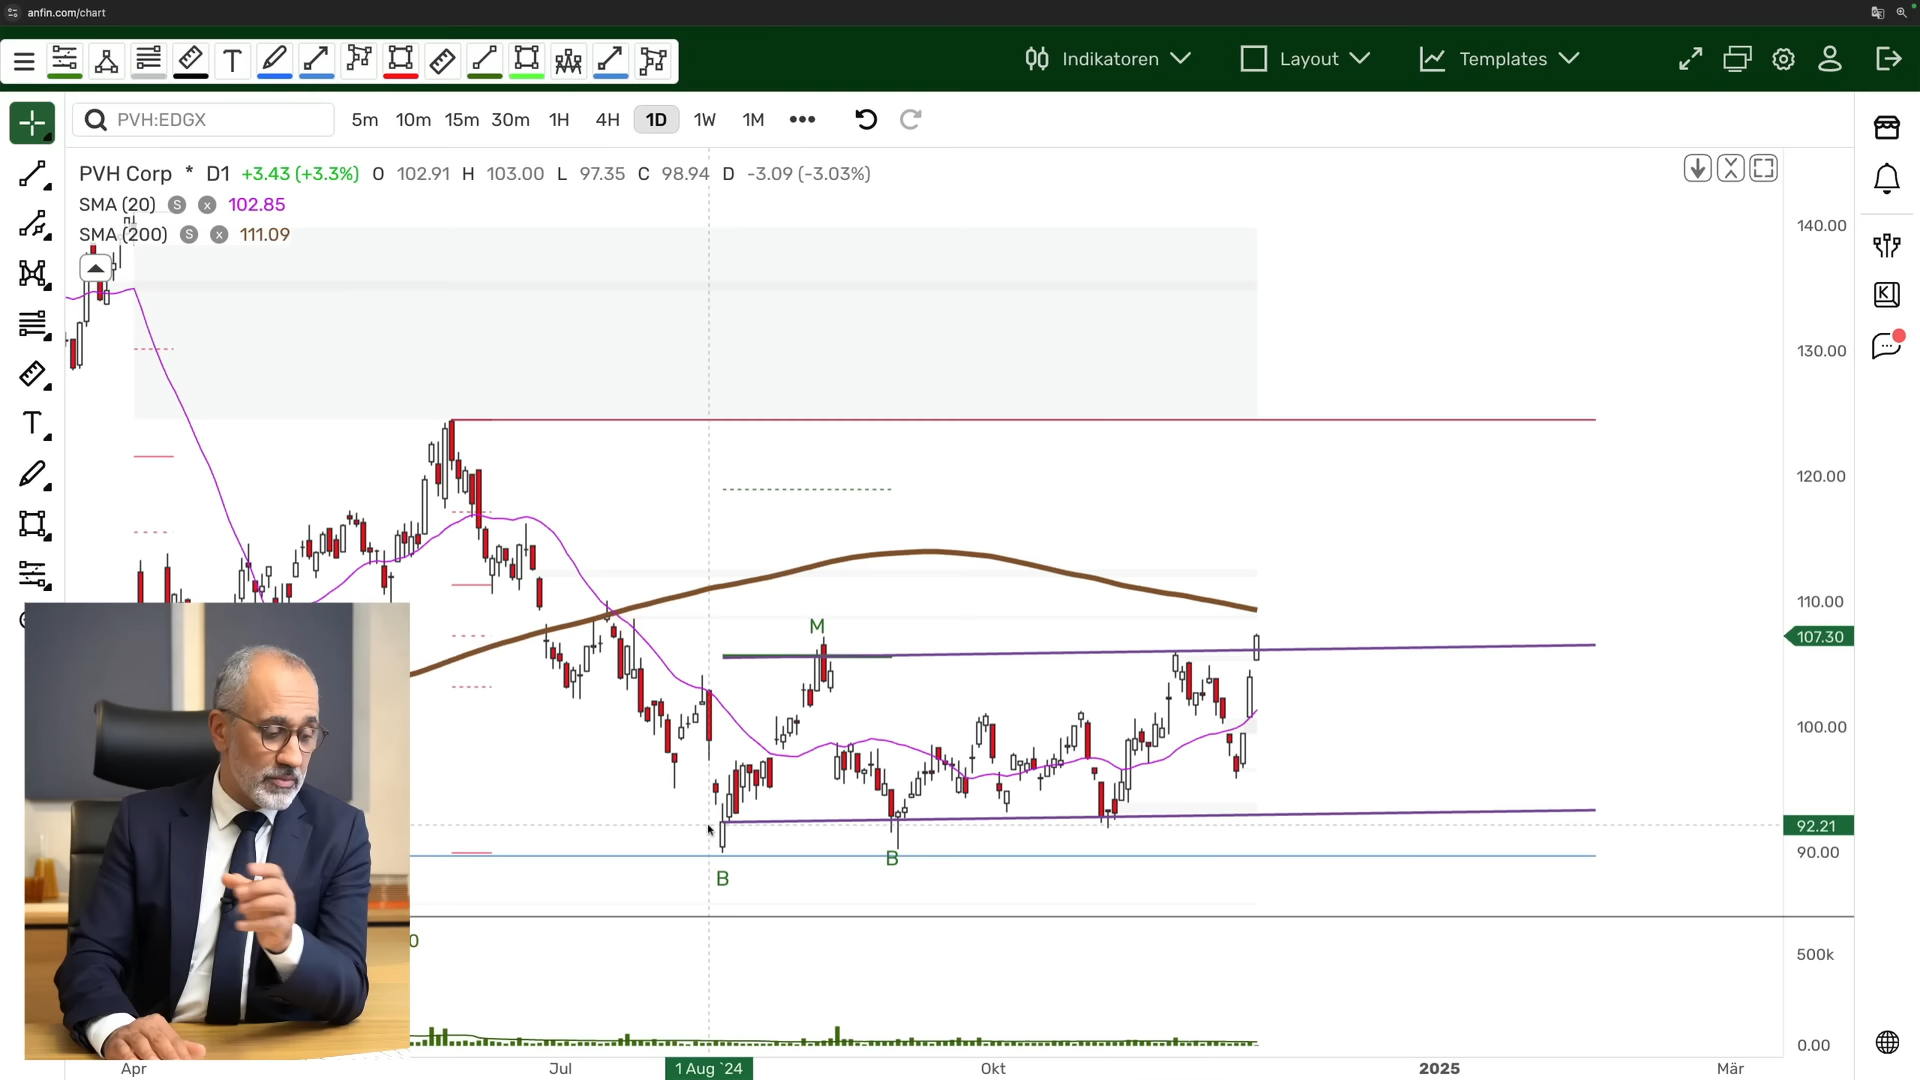 anfin.com/chart
Indikatoren
Layout
Templates
PVH:EDGX
5m 10m 15m 30m 1H 4H 1D 1W 1M
PVH Corp * D1 +3.43 (+3.3%) O 102.91 H 103.00 L 97.35 C 98.94 D -3.09 (-3.03%)
SMA (20) S x 102.85
SMA (200) S x 111.09
140.00
130.00
120.00
110.00
107.30
100.00
92.21
90.00
M
B
B
0
500k
0.00
Apr Jul 1 Aug `24 Okt 2025 Mär